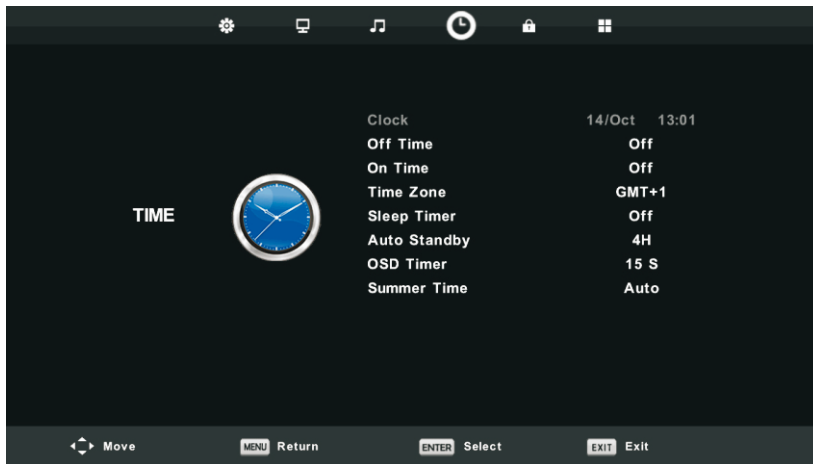 Clock 14/Oct 13:01
Off Time Off
On Time Off
Time Zone GMT+1
TIME
Sleep Timer Off
Auto Standby 4H
OSD Timer 15 S
Summer Time Auto
Move MENU Return ENTER Select EXIT Exit